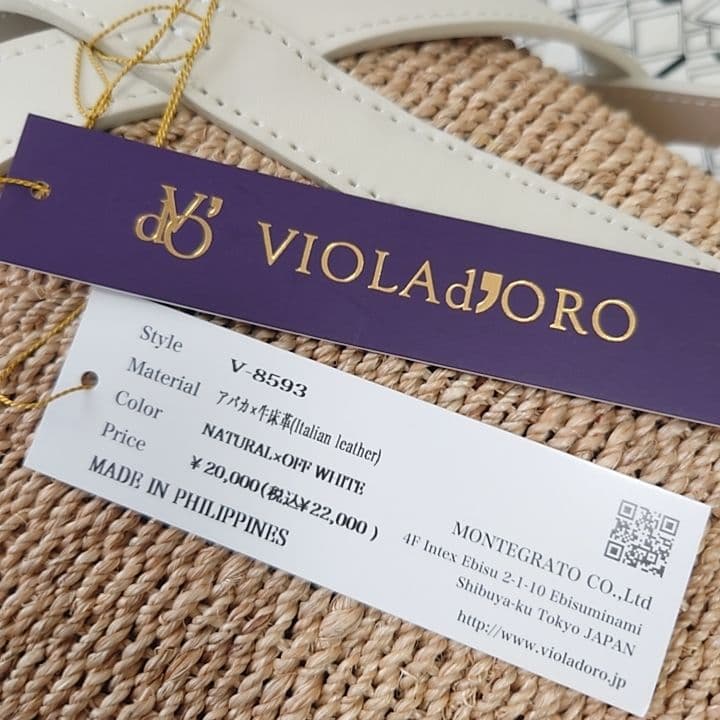 VO'
d
VIOLAd'ORO
Style V-8593
Material アバカ×牛床革(Italian leather)
Color NATURAL×OFF WHITE
Price ¥20,000(税込¥22,000)
MADE IN PHILIPPINES
MONTEGRATO CO.,Ltd
4F Intex Ebisu 2-1-10 Ebisuminami
Shibuya-ku Tokyo JAPAN
http://www.violadoro.jp